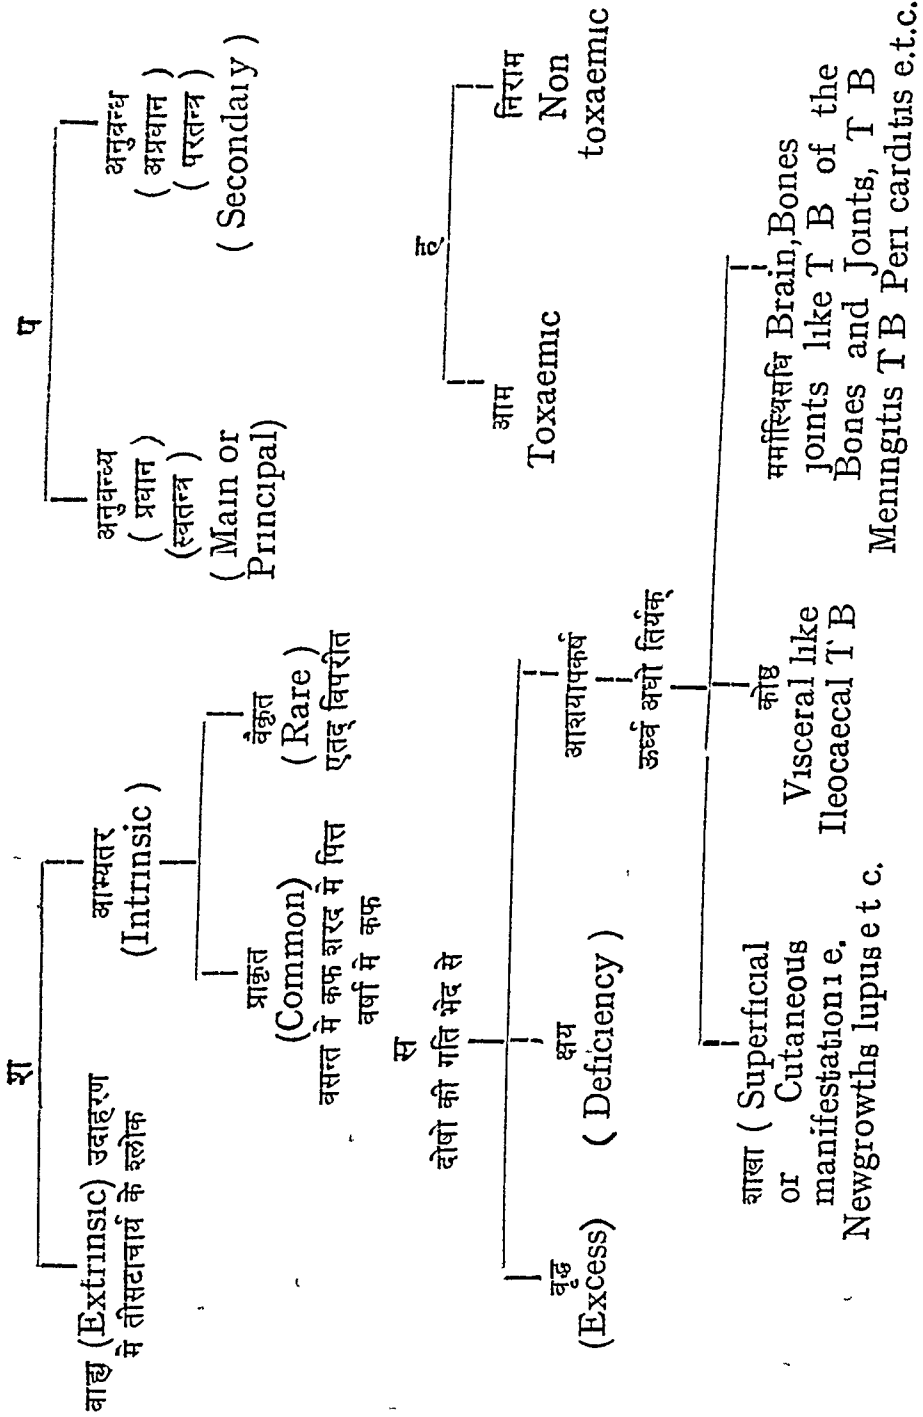 श
वाह्य (Extrinsic) उदाहरण
मे तीसटाचार्य के श्लोक
आभ्यतर
(Intrinsic )
प्राकृत
(Common)
वसन्त मे कफ शरद मे पित्त
वर्षा मे कफ
वैकृत
( Rare )
एतद् विपरीत
ष
अनुवन्ध्य
( प्रधान )
(स्वतन्त्र )
( Main or
Principal)
अनुवन्ध
( अप्रधान )
( परतन्त्र )
( Secondary )
स
दोषो की गति भेद से
वृद्ध
(Excess)
क्षय
( Deficiency )
आशयापकर्ष
ऊर्ध्व अधो तिर्यक्
शाखा ( Superficial
or Cutaneous
manifestation i e.
Newgrowths lupus e t c.
कोष्ठ
Visceral like
Ileocaecal T B
मर्मास्थिसधि Brain, Bones
joints like T B of the
Bones and Joints, T B
Meningitis T B Peri carditis e.t.c.
ह
आम
Toxaemic
निराम
Non
toxaemic